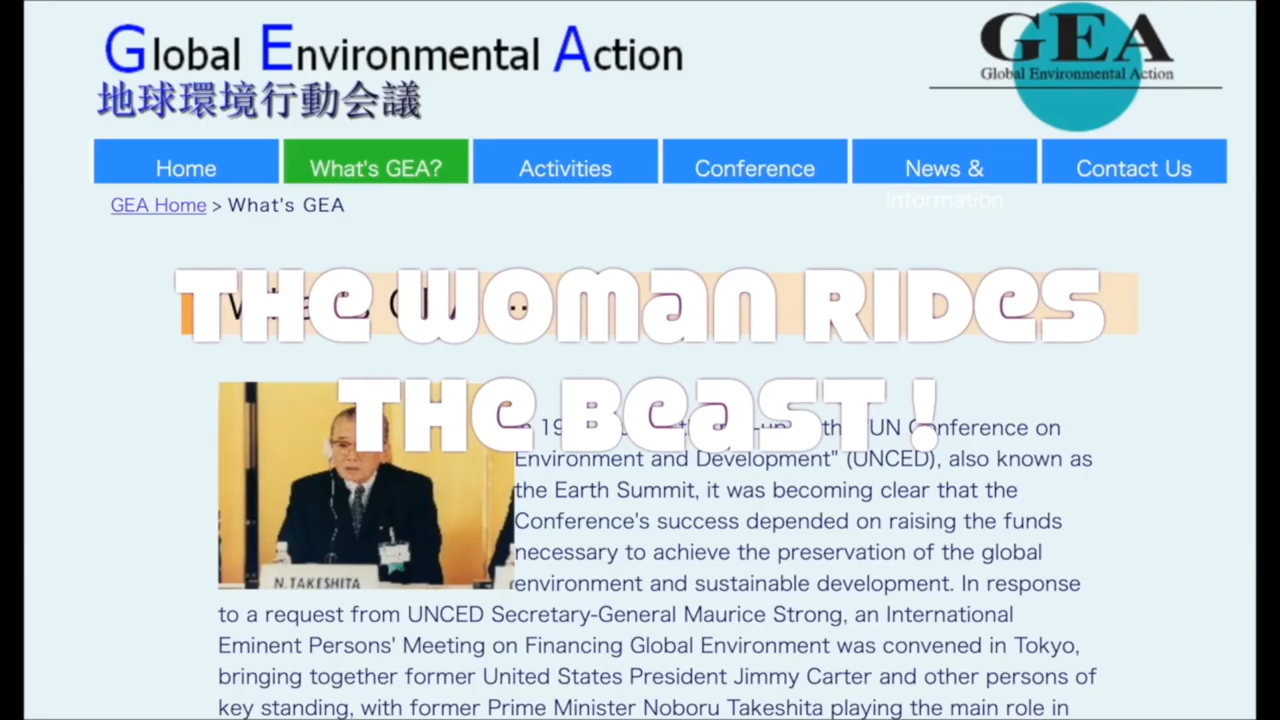 Global Environmental Action
地球環境行動会議
GEA
Global Environmental Action
Home
What's GEA?
Activities
Conference
News &
Information
Contact Us
GEA Home > What's GEA
THE WOMAN RIDES
THE BEAST!
"UN Conference on
Environment and Development" (UNCED), also known as
the Earth Summit, it was becoming clear that the
Conference's success depended on raising the funds
necessary to achieve the preservation of the global
environment and sustainable development. In response
N.TAKESHITA
to a request from UNCED Secretary-General Maurice Strong, an International
Eminent Persons' Meeting on Financing Global Environment was convened in Tokyo,
bringing together former United States President Jimmy Carter and other persons of
key standing, with former Prime Minister Noboru Takeshita playing the main role in